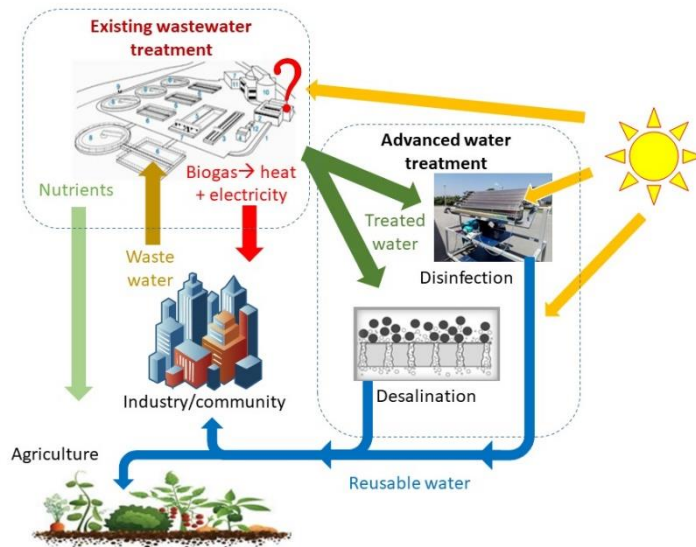 Existing wastewater
treatment
?
Advanced water
treatment
Nutrients
Biogas→ heat
+ electricity
Treated
water
Waste
water
Disinfection
Industry/community
Desalination
Agriculture
Reusable water